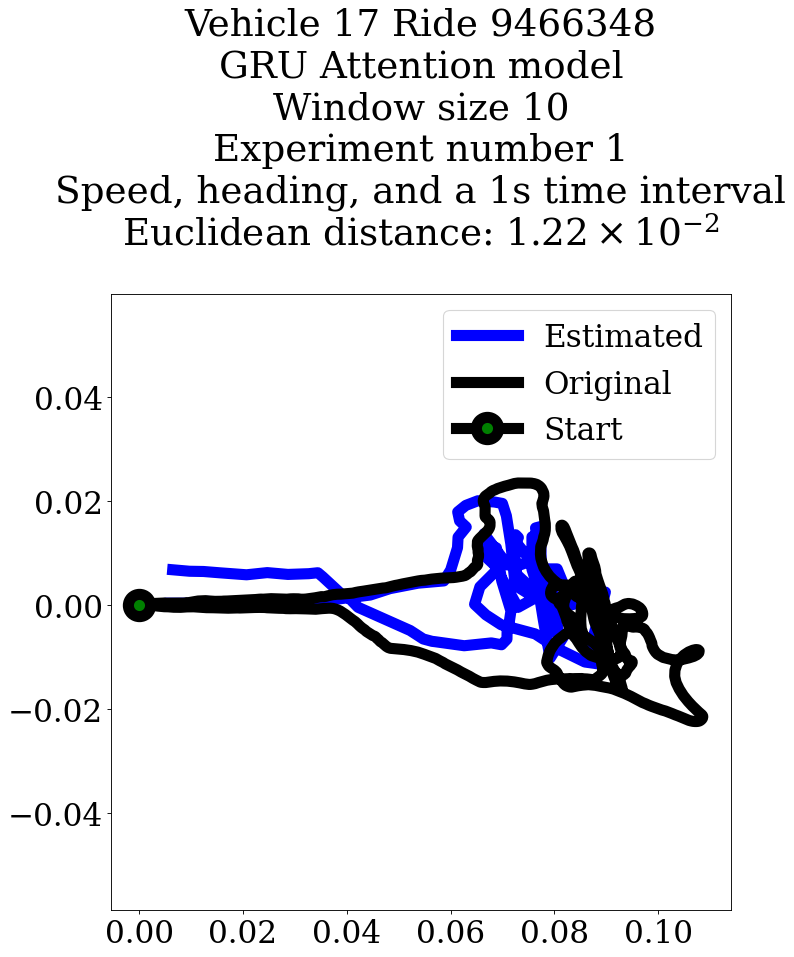 Vehicle 17 Ride 9466348
GRU Attention model
Window size 10
Experiment number 1
Speed, heading, and a 1s time interval
Euclidean distance: 1.22 × 10⁻²
Estimated
Original
Start
0.04
0.02
0.00
−0.02
−0.04
0.00 0.02 0.04 0.06 0.08 0.10